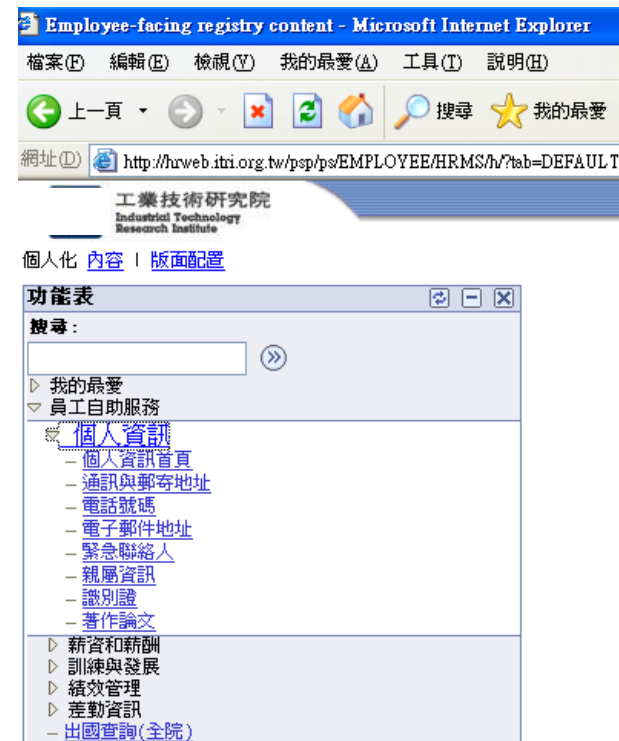 Employee-facing registry content - Microsoft Internet Explorer
檔案(F) 編輯(E) 檢視(V) 我的最愛(A) 工具(T) 說明(H)
上一頁 搜尋 我的最愛
網址(D) http://hrweb.itri.org.tw/psp/ps/EMPLOYEE/HRMS/h/?tab=DEFAULT
工業技術研究院
Industrial Technology
Research Institute
個人化 內容 | 版面配置
功能表
搜尋:
我的最愛
員工自助服務
個人資訊
– 個人資訊首頁
– 通訊與郵寄地址
– 電話號碼
– 電子郵件地址
– 緊急聯絡人
– 親屬資訊
– 識別證
– 著作論文
薪資和薪酬
訓練與發展
績效管理
差勤資訊
– 出國查詢(全院)